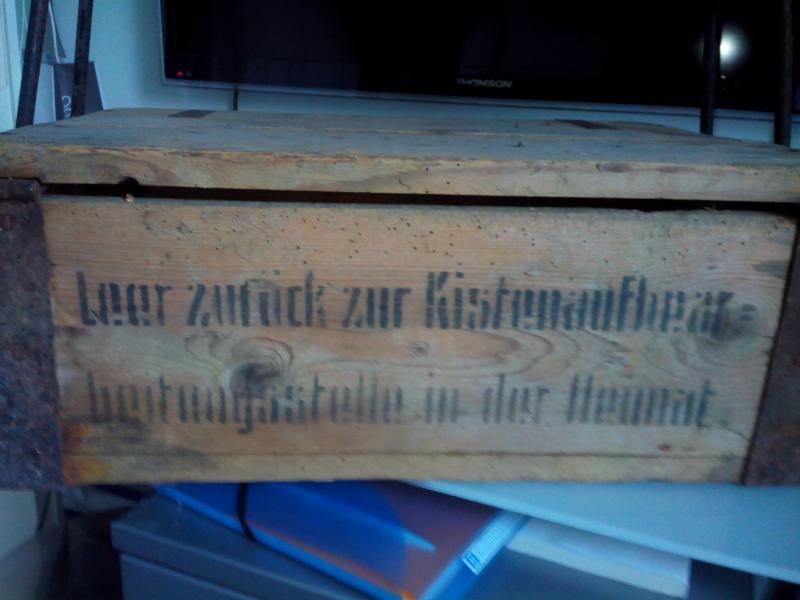 THOMSON
Leer zurück zur Kistenaufbear=
beitungsstelle in der Heimat